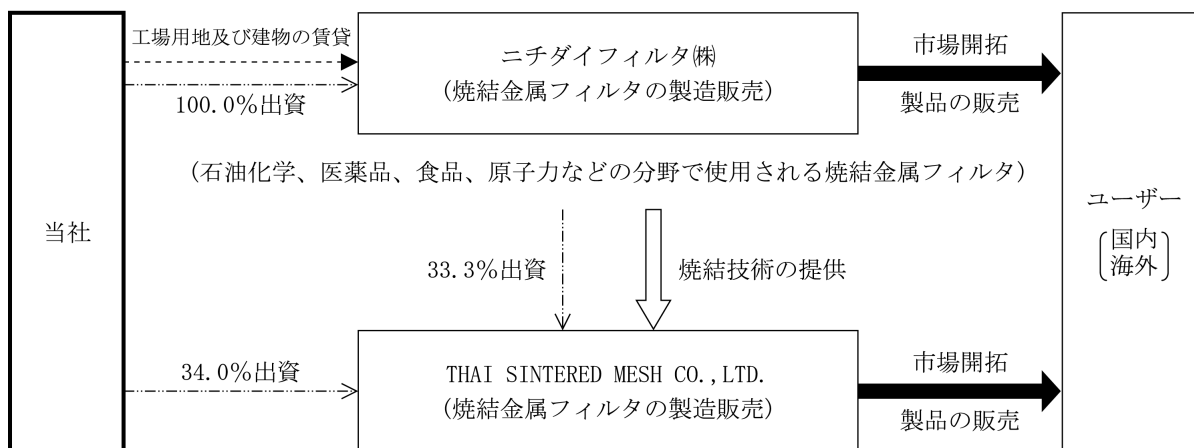 工場用地及び建物の賃貸
100.0%出資
ニチダイフィルタ㈱
(焼結金属フィルタの製造販売)
市場開拓
製品の販売
(石油化学、医薬品、食品、原子力などの分野で使用される焼結金属フィルタ)
当社
33.3%出資
焼結技術の提供
ユーザー
国内
海外
34.0%出資
THAI SINTERED MESH CO.,LTD.
(焼結金属フィルタの製造販売)
市場開拓
製品の販売